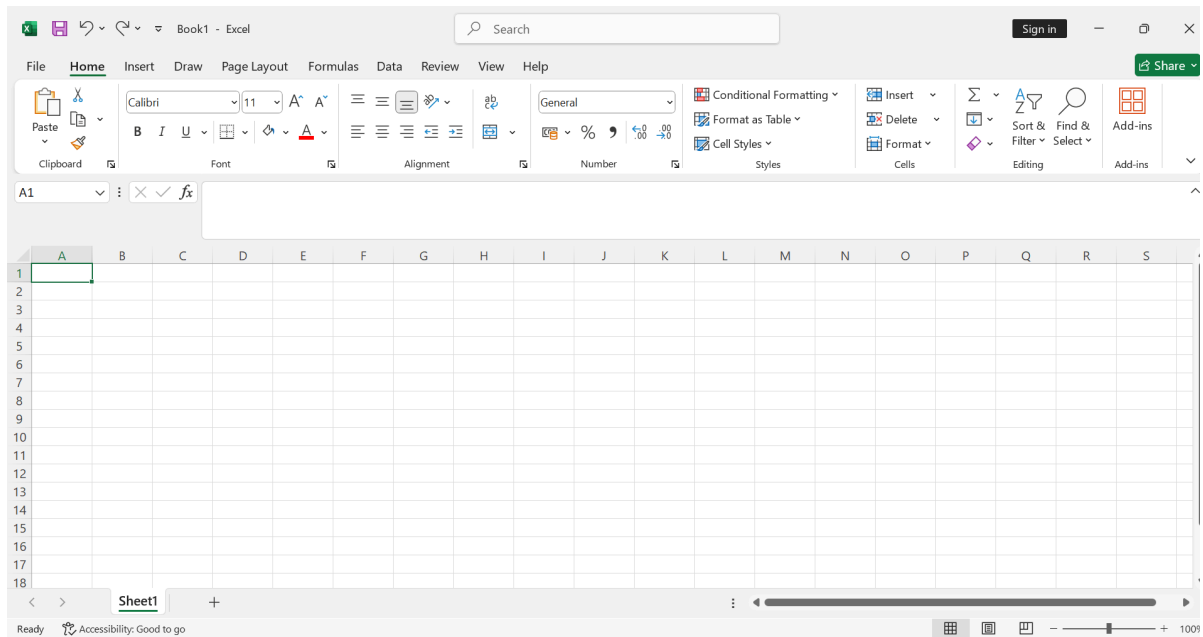 Book1 - Excel
Search
Sign in
File Home Insert Draw Page Layout Formulas Data Review View Help
Share
Paste
Clipboard
Calibri 11
B I U A
Font
ab
Alignment
General
% .00
Number
Conditional Formatting
Format as Table
Cell Styles
Styles
Insert
Delete
Format
Cells
Sort & Filter
Find & Select
Editing
Add-ins
Add-ins
A1 fx
A B C D E F G H I J K L M N O P Q R S
1
2
3
4
5
6
7
8
9
10
11
12
13
14
15
16
17
18
Sheet1
Ready Accessibility: Good to go 100%